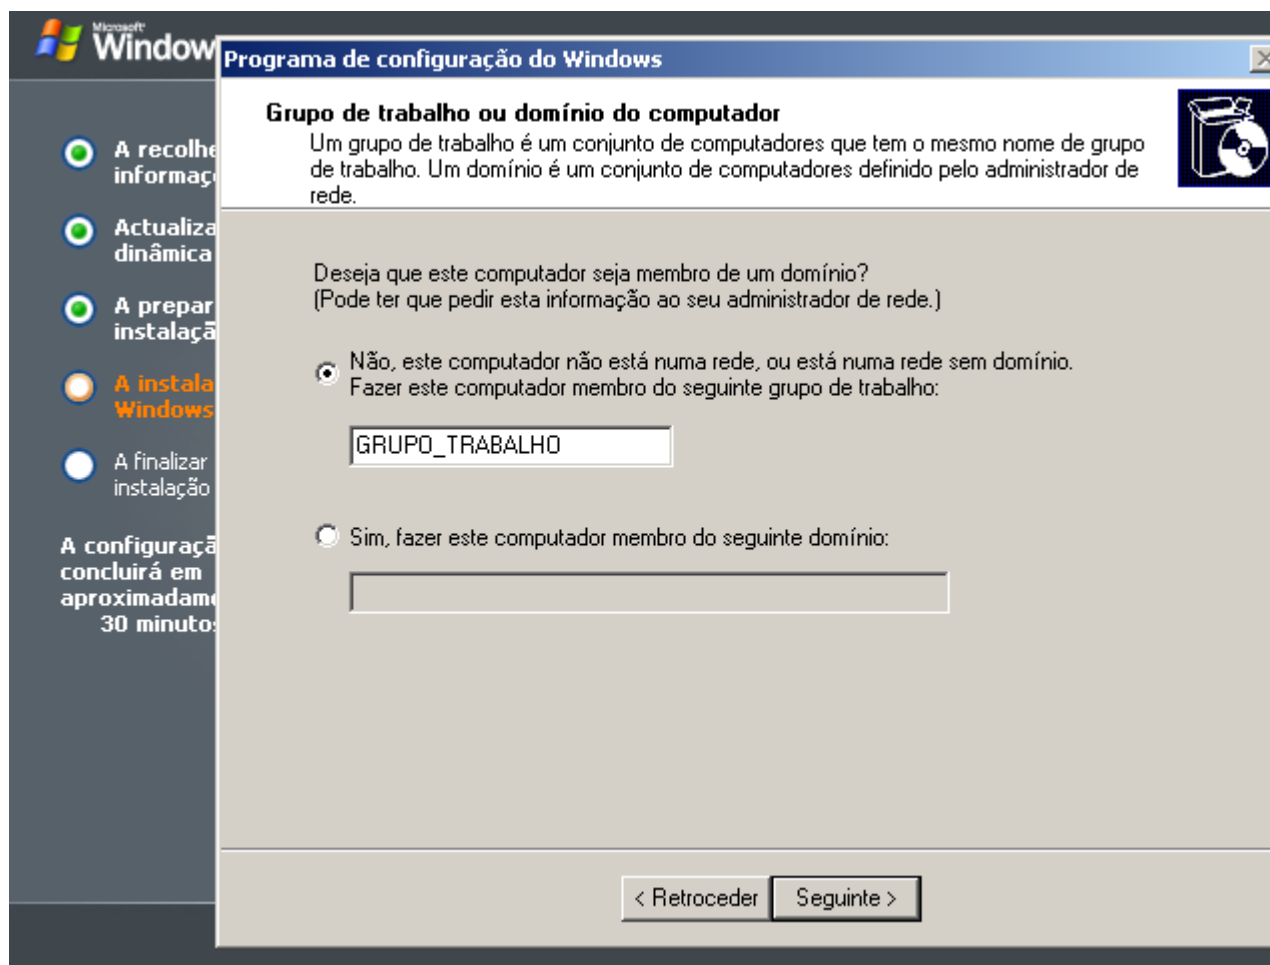 Microsoft
Window
Programa de configuração do Windows
Grupo de trabalho ou domínio do computador
Um grupo de trabalho é um conjunto de computadores que tem o mesmo nome de grupo
de trabalho. Um domínio é um conjunto de computadores definido pelo administrador de
rede.
A recolhe
informaç
Actualiza
dinâmica
A prepar
instalaçã
A instala
Windows
A finalizar
instalação
A configuraçã
concluirá em
aproximadam
30 minuto
Deseja que este computador seja membro de um domínio?
(Pode ter que pedir esta informação ao seu administrador de rede.)
Não, este computador não está numa rede, ou está numa rede sem domínio.
Fazer este computador membro do seguinte grupo de trabalho:
GRUPO_TRABALHO
Sim, fazer este computador membro do seguinte domínio:
< Retroceder
Seguinte >